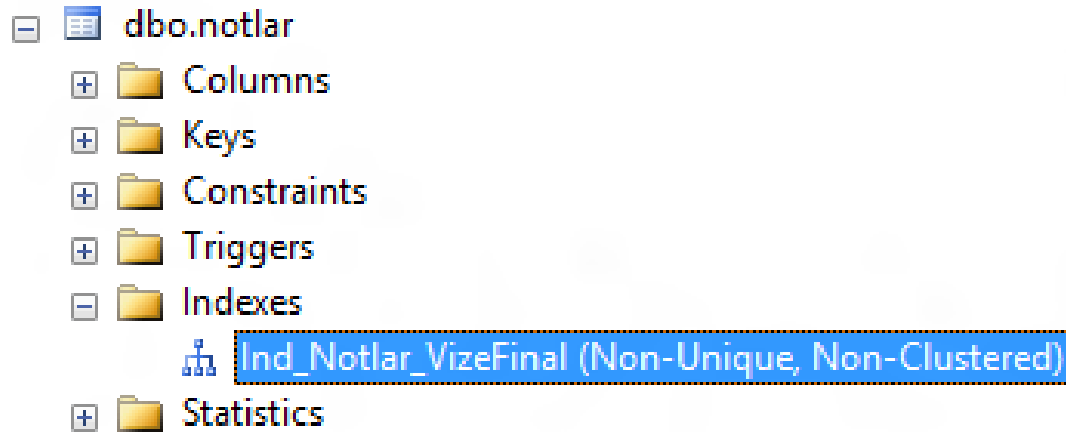 dbo.notlar
Columns
Keys
Constraints
Triggers
Indexes
Ind_Notlar_VizeFinal (Non-Unique, Non-Clustered)
Statistics